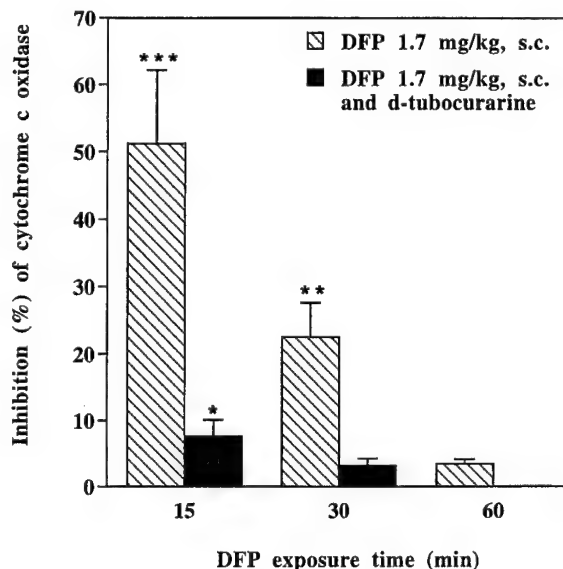 70
60
50
40
30
20
10
0
Inhibition (%) of cytochrome c oxidase
DFP 1.7 mg/kg, s.c.
DFP 1.7 mg/kg, s.c.
and d-tubocurarine
***
*
**
15 30 60
DFP exposure time (min)